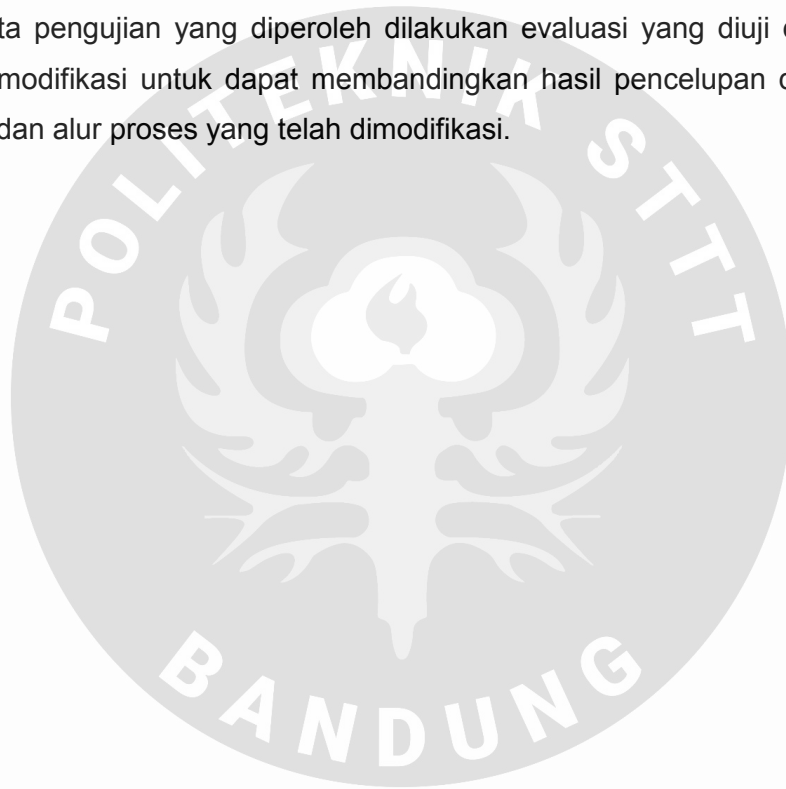 ta pengujian yang diperoleh dilakukan evaluasi yang diuji
modifikasi untuk dapat membandingkan hasil pencelupan
dan alur proses yang telah dimodifikasi.
POLITEKNIK STTT
BANDUNG